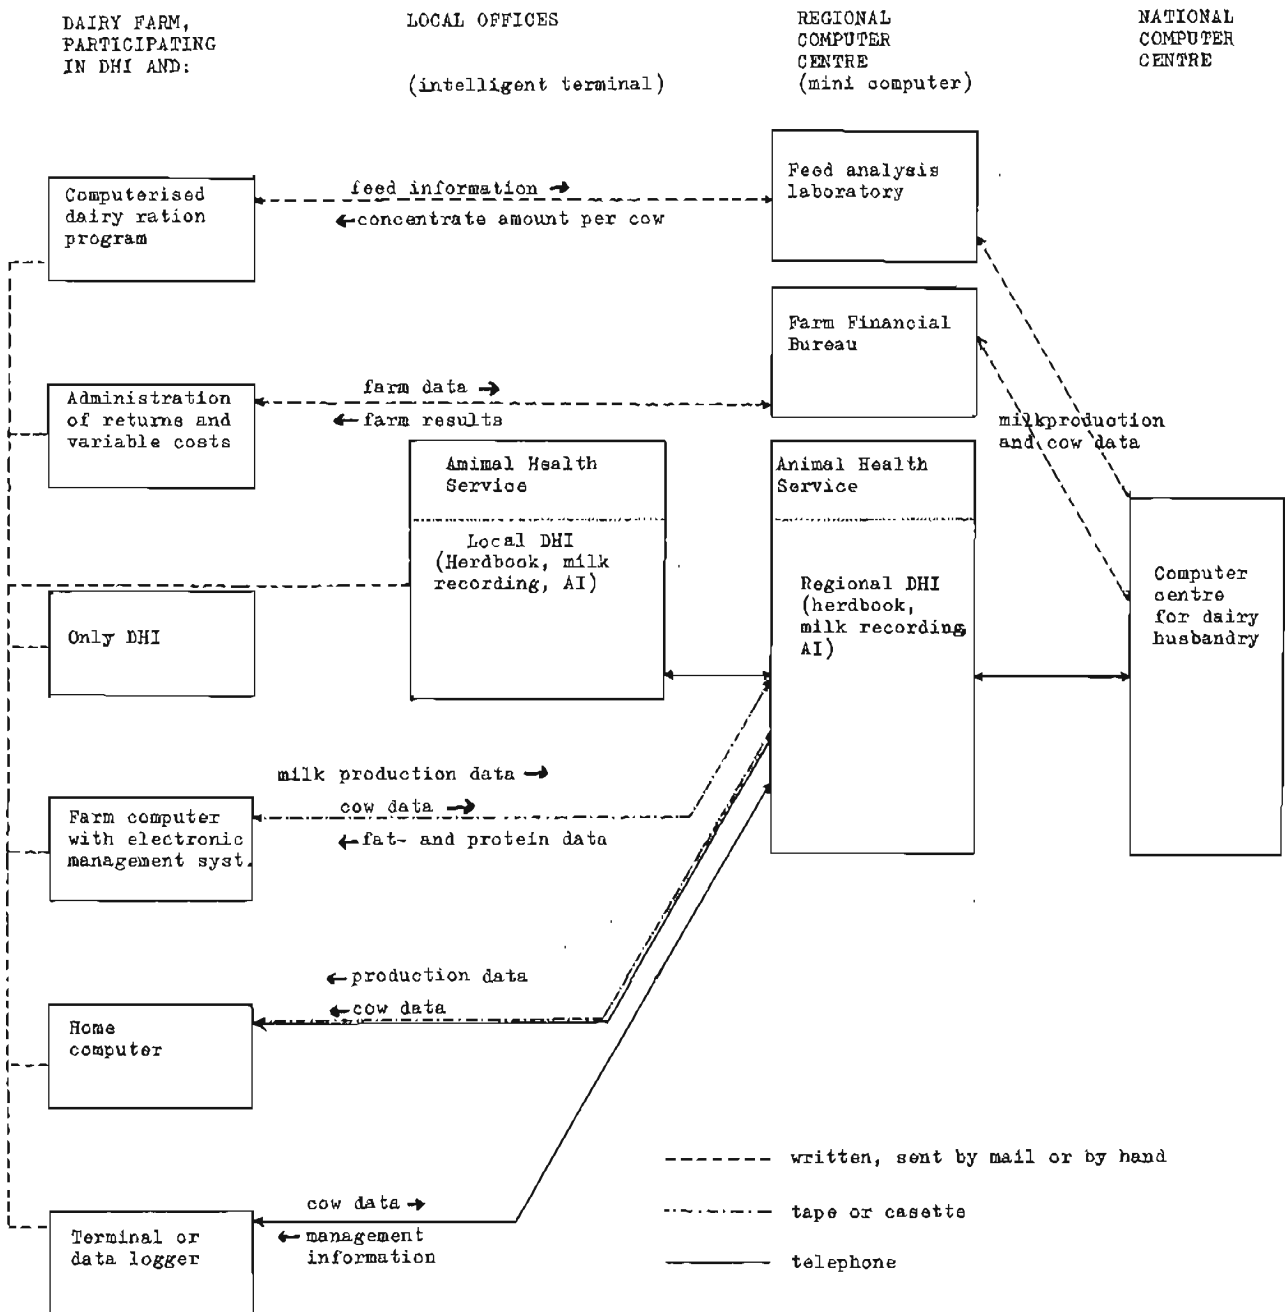 DAIRY FARM,
PARTICIPATING
IN DHI AND:
LOCAL OFFICES
(intelligent terminal)
REGIONAL
COMPUTER
CENTRE
(mini computer)
NATIONAL
COMPUTER
CENTRE
Computerised
dairy ration
program
feed information →
←concentrate amount per cow
Feed analysis
laboratory
Farm Financial
Bureau
Administration
of returns and
variable costs
farm data →
← farm results
milkproduction
and cow data
Animal Health
Service
Local DHI
(Herdbook, milk
recording, AI)
Animal Health
Service
Regional DHI
(herdbook,
milk recording,
AI)
Computer
centre
for dairy
husbandry
Only DHI
milk production data →
cow data →
←fat- and protein data
Farm computer
with electronic
management syst.
←production data
←cow data
Home
computer
cow data →
← management
information
Terminal or
data logger
written, sent by mail or by hand
tape or casette
telephone